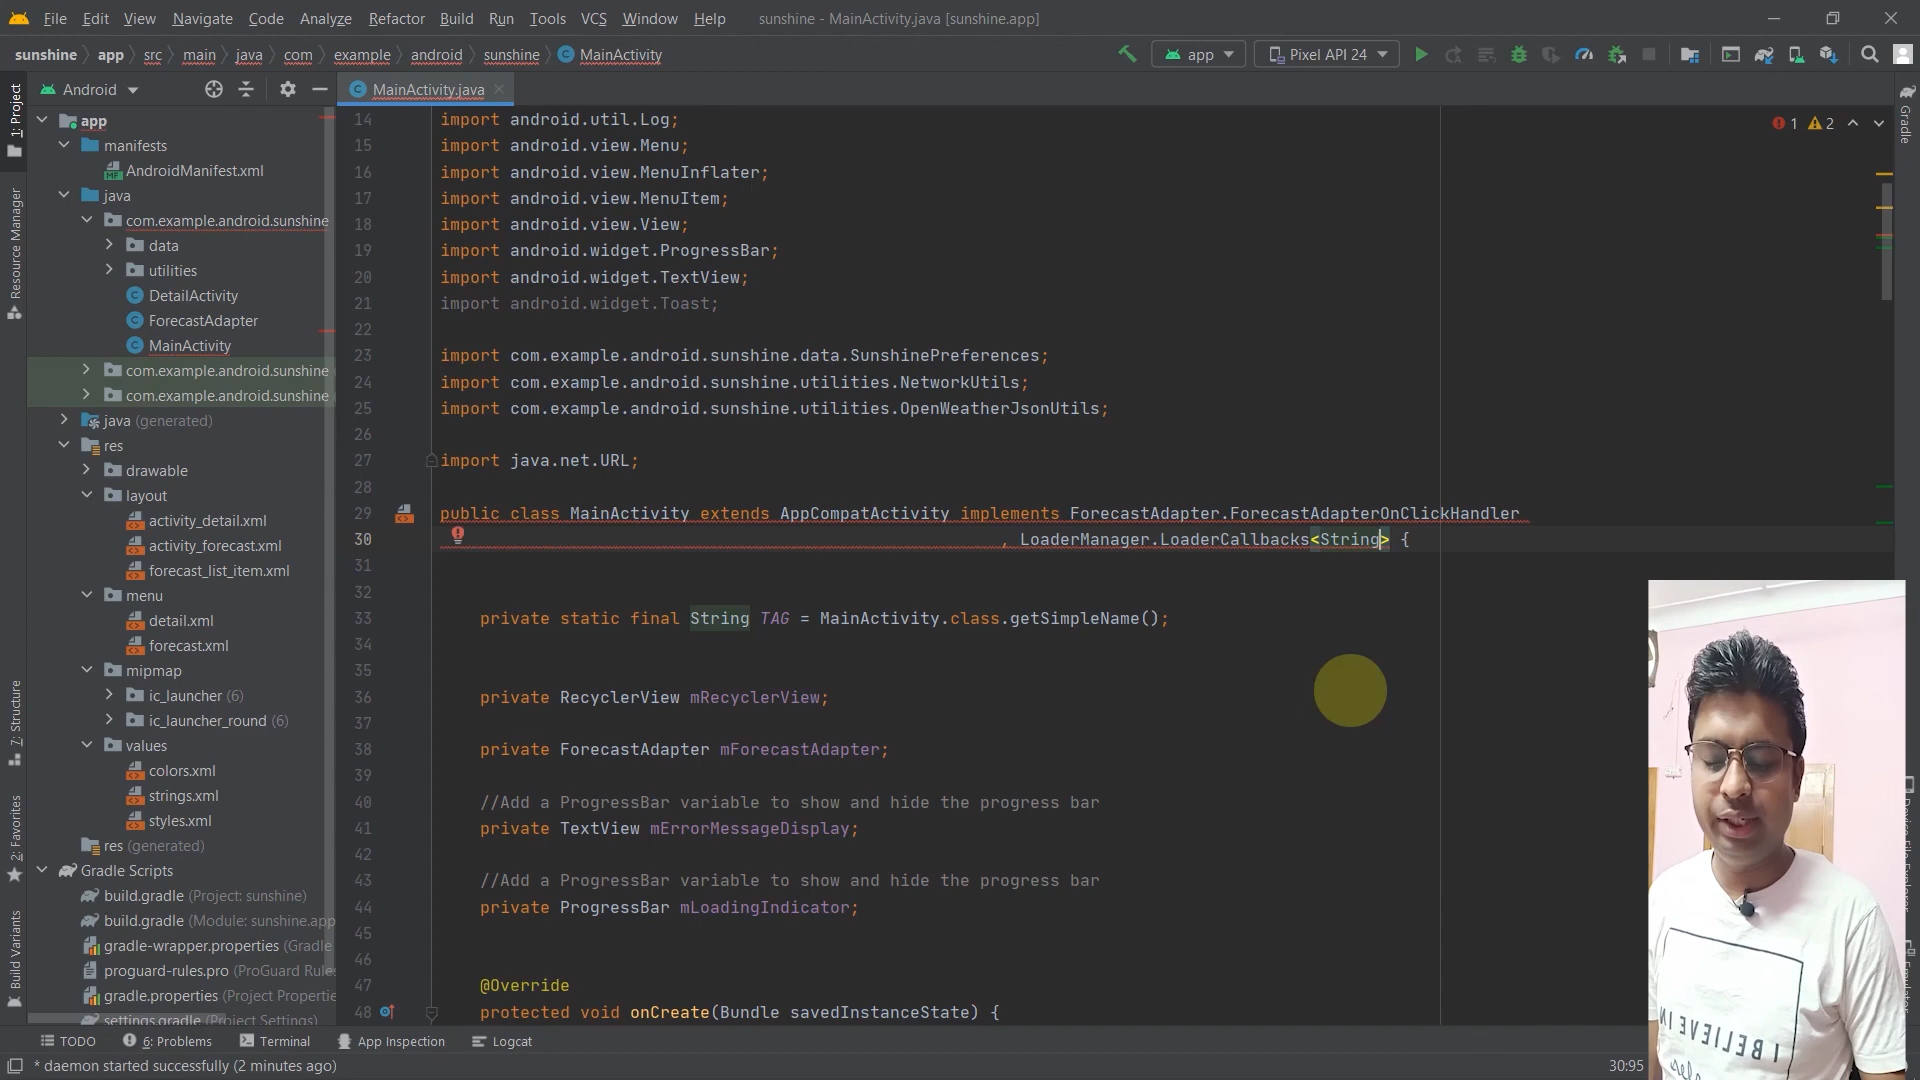 File Edit View Navigate Code Analyze Refactor Build Run Tools VCS Window Help sunshine - MainActivity.java [sunshine.app]
sunshine app src main java com example android sunshine MainActivity app Pixel API 24
1: Project
Resource Manager
7: Structure
2: Favorites
Build Variants
Android
app
manifests
AndroidManifest.xml
java
com.example.android.sunshine
data
utilities
DetailActivity
ForecastAdapter
MainActivity
com.example.android.sunshine
com.example.android.sunshine
java (generated)
res
drawable
layout
activity_detail.xml
activity_forecast.xml
forecast_list_item.xml
menu
detail.xml
forecast.xml
mipmap
ic_launcher (6)
ic_launcher_round (6)
values
colors.xml
strings.xml
styles.xml
res (generated)
Gradle Scripts
build.gradle (Project: sunshine)
build.gradle (Module: sunshine.app
gradle-wrapper.properties (Gradle
proguard-rules.pro (ProGuard Rule
gradle.properties (Project Propertie
settings.gradle (Project Settings)
MainActivity.java
1 2
14 import android.util.Log;
15 import android.view.Menu;
16 import android.view.MenuInflater;
17 import android.view.MenuItem;
18 import android.view.View;
19 import android.widget.ProgressBar;
20 import android.widget.TextView;
21 import android.widget.Toast;
22
23 import com.example.android.sunshine.data.SunshinePreferences;
24 import com.example.android.sunshine.utilities.NetworkUtils;
25 import com.example.android.sunshine.utilities.OpenWeatherJsonUtils;
26
27 import java.net.URL;
28
29 public class MainActivity extends AppCompatActivity implements ForecastAdapter.ForecastAdapterOnClickHandler
30 , LoaderManager.LoaderCallbacks<String> {
31
32
33 private static final String TAG = MainActivity.class.getSimpleName();
34
35
36 private RecyclerView mRecyclerView;
37
38 private ForecastAdapter mForecastAdapter;
39
40 //Add a ProgressBar variable to show and hide the progress bar
41 private TextView mErrorMessageDisplay;
42
43 //Add a ProgressBar variable to show and hide the progress bar
44 private ProgressBar mLoadingIndicator;
45
46
47 @Override
48 protected void onCreate(Bundle savedInstanceState) {
Gradle
I BELIEVE IN
TODO 6: Problems Terminal App Inspection Logcat
* daemon started successfully (2 minutes ago) 30:95